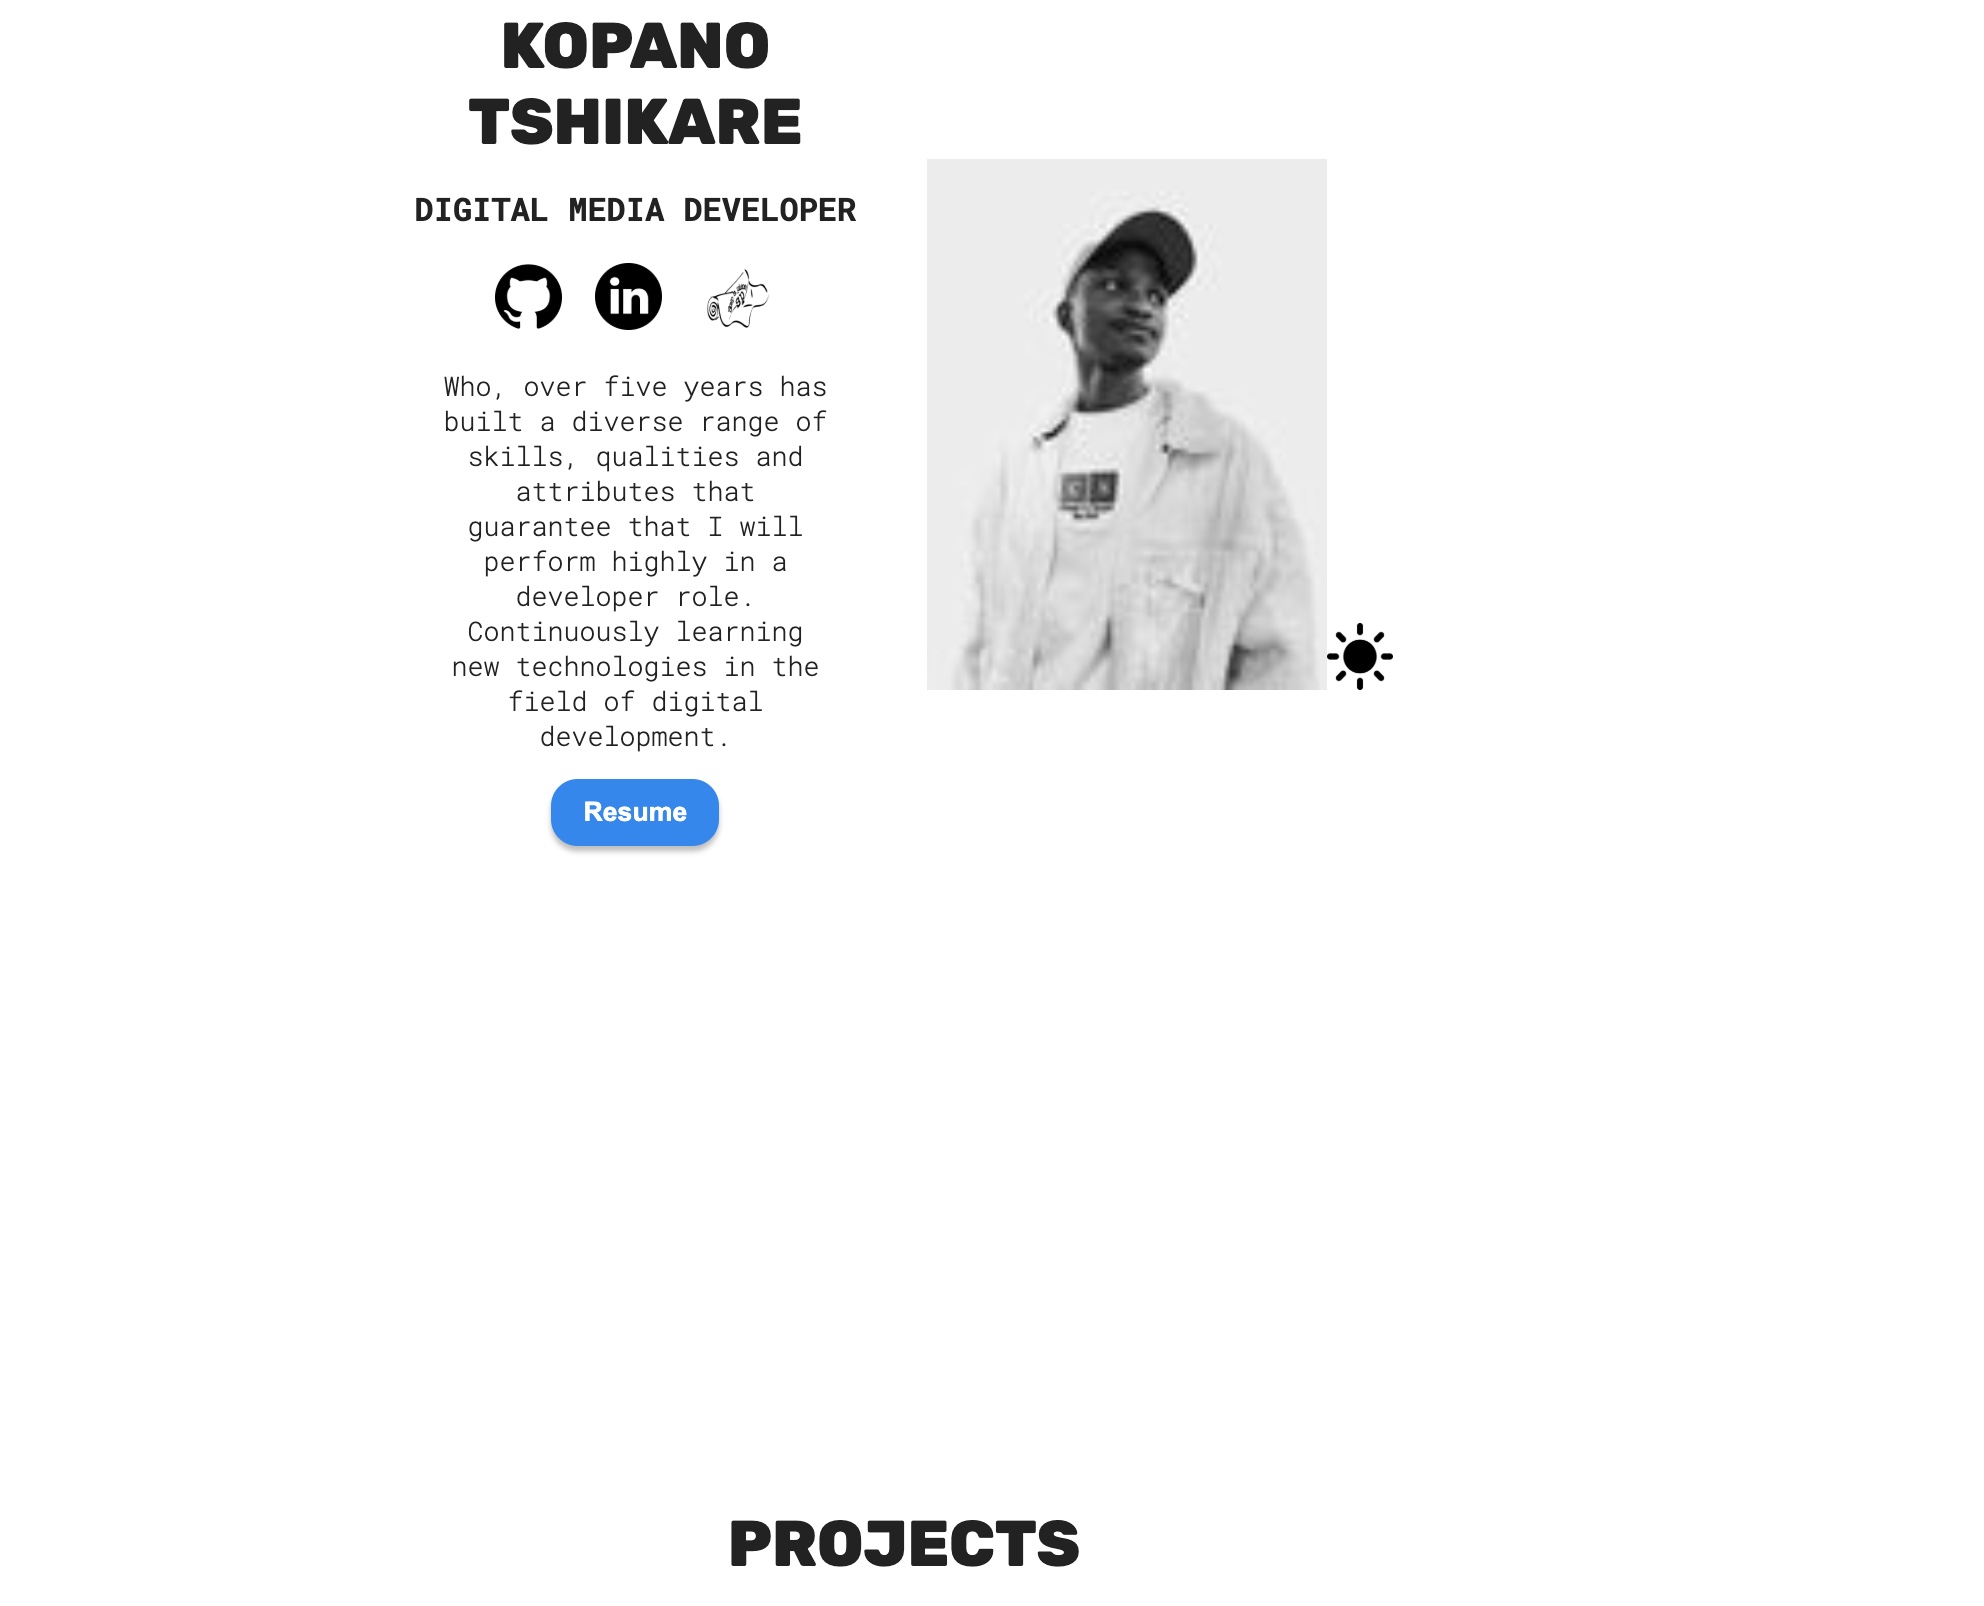 KOPANO
TSHIKARE
DIGITAL MEDIA DEVELOPER
in
Who, over five years has
built a diverse range of
skills, qualities and
attributes that
guarantee that I will
perform highly in a
developer role.
Continuously learning
new technologies in the
field of digital
development.
Resume
PROJECTS